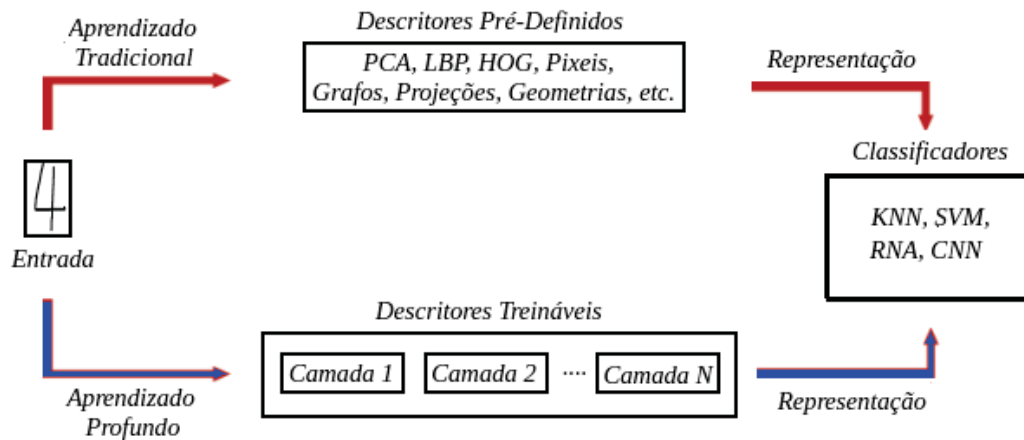 Aprendizado
Tradicional
Descritores Pré-Definidos
PCA, LBP, HOG, Pixeis,
Grafos, Projeções, Geometrias, etc.
Representação
4
Entrada
Classificadores
KNN, SVM,
RNA, CNN
Aprendizado
Profundo
Descritores Treináveis
Camada 1 Camada 2 .... Camada N
Representação